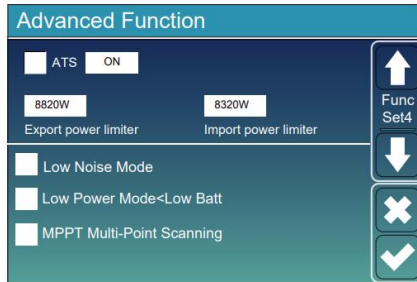 Advanced Function
ATS ON
8820W 8320W
Export power limiter Import power limiter
Func
Set4
Low Noise Mode
Low Power Mode<Low Batt
MPPT Multi-Point Scanning